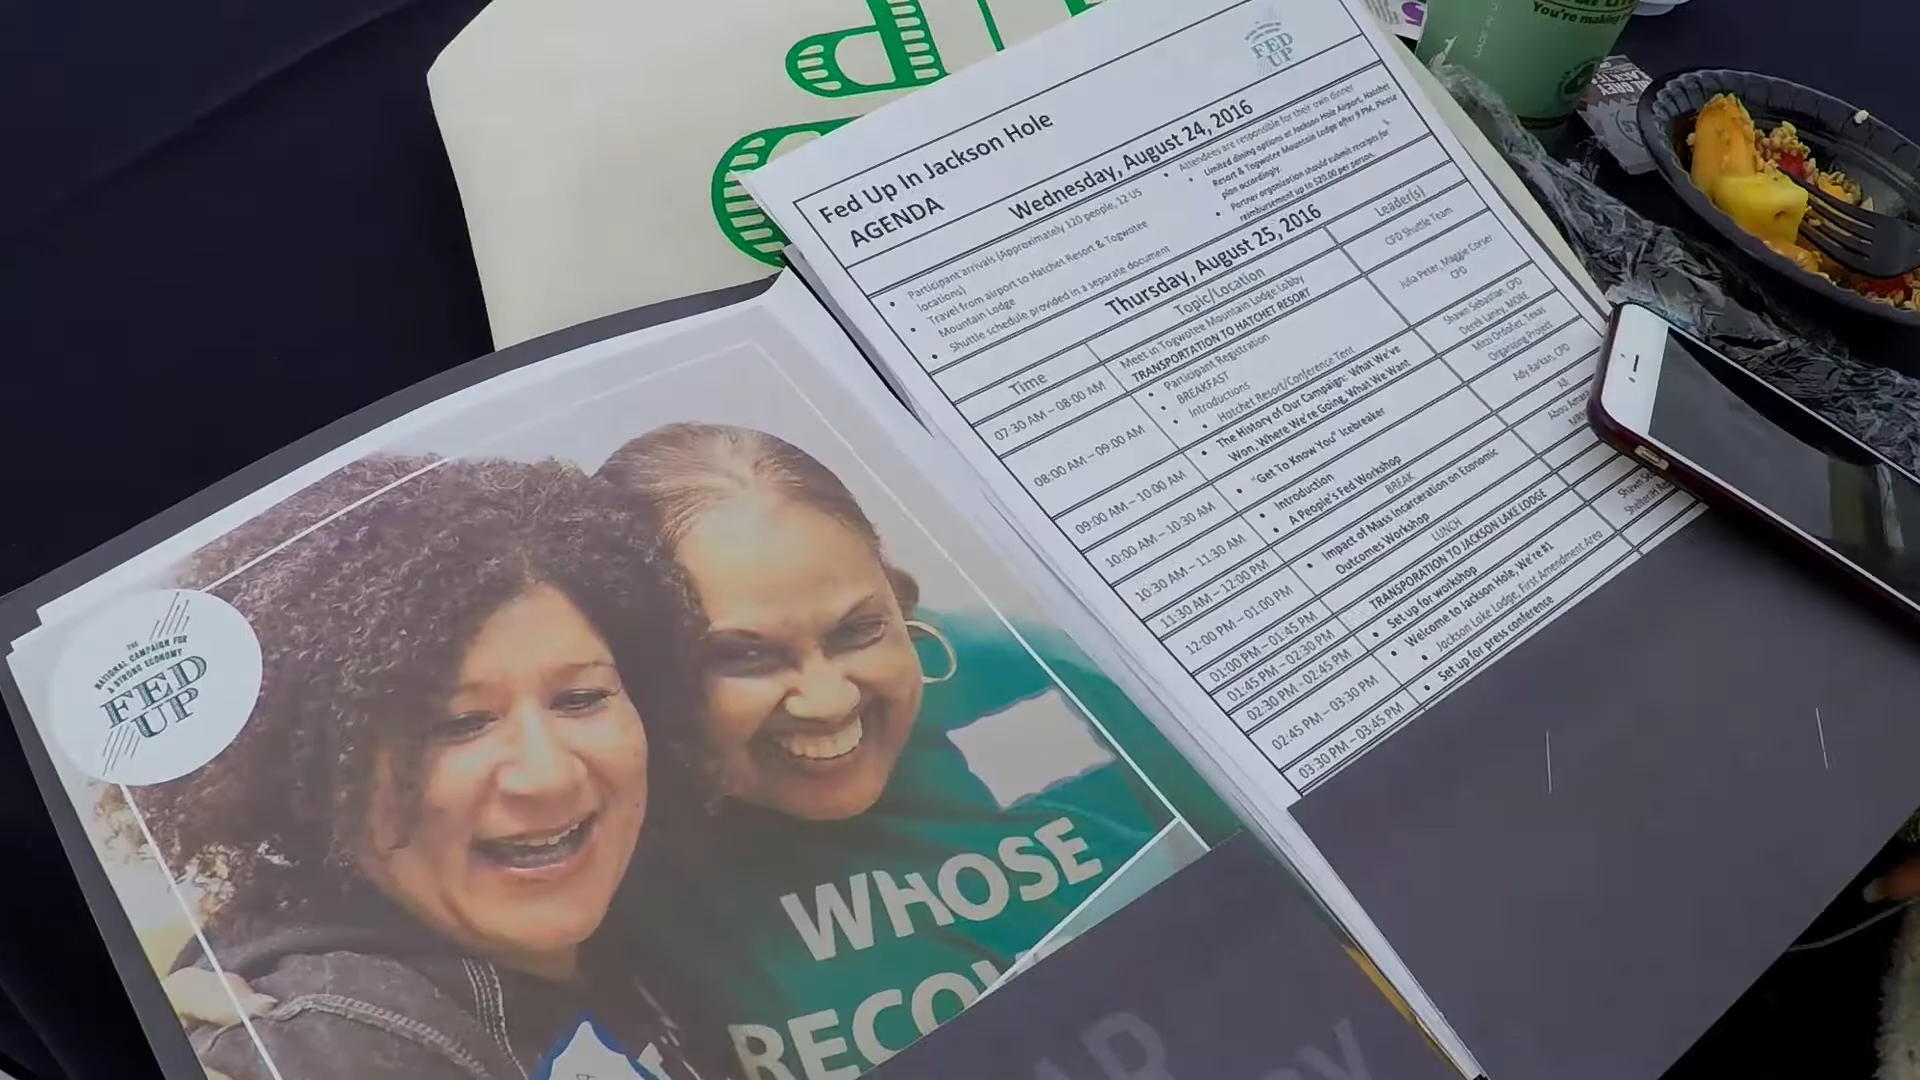 You're making
MADE IN
FED
UP
Fed Up In Jackson Hole
AGENDA
Wednesday, August 24, 2016
Participant arrivals (Approximately 120 people, 12 US
locations)
Travel from airport to Hatchet Resort & Togwotee
Mountain Lodge
Shuttle schedule provided in a separate document
Attendees are responsible for their own dinner
Limited dining options at Jackson Hole Airport, Hatchet
Resort & Togwotee Mountain Lodge after 9 PM. Please
plan accordingly.
Partner organization should submit receipts for
reimbursement up to $20.00 per person.
Thursday, August 25, 2016
Time
Topic/Location
Leader(s)
07:30 AM – 08:00 AM
Meet in Togwotee Mountain Lodge Lobby
TRANSPORTATION TO HATCHET RESORT
CPD Shuttle Team
08:00 AM – 09:00 AM
Participant Registration
BREAKFAST
Introductions
Hatchet Resort/Conference Tent
Julia Peter, Maggie Corser
CPD
09:00 AM – 10:00 AM
The History of Our Campaign: What We've
Won, Where We're Going, What We Want
Shawn Sebastian, CPD
Derek Laney, MORE
Mitzi Ordoñez, Texas
Organizing Project
10:00 AM – 10:30 AM
"Get To Know You" Icebreaker
10:30 AM – 11:30 AM
Introduction
A People's Fed Workshop
Ady Barkan, CPD
11:30 AM – 12:00 PM
BREAK
All
12:00 PM – 01:00 PM
Impact of Mass Incarceration on Economic
Outcomes Workshop
Abou
01:00 PM – 01:45 PM
LUNCH
01:45 PM – 02:30 PM
TRANSPORTATION TO JACKSON LAKE LODGE
02:30 PM - 02:45 PM
Set up for workshop
02:45 PM – 03:30 PM
Welcome to Jackson Hole, We're #1
Jackson Lake Lodge, First Amendment Area
Shawn
03:30 PM – 03:45 PM
Set up for press conference
THE
NATIONAL CAMPAIGN FOR
A STRONG ECONOMY
FED
UP
WHOSE
RECOV